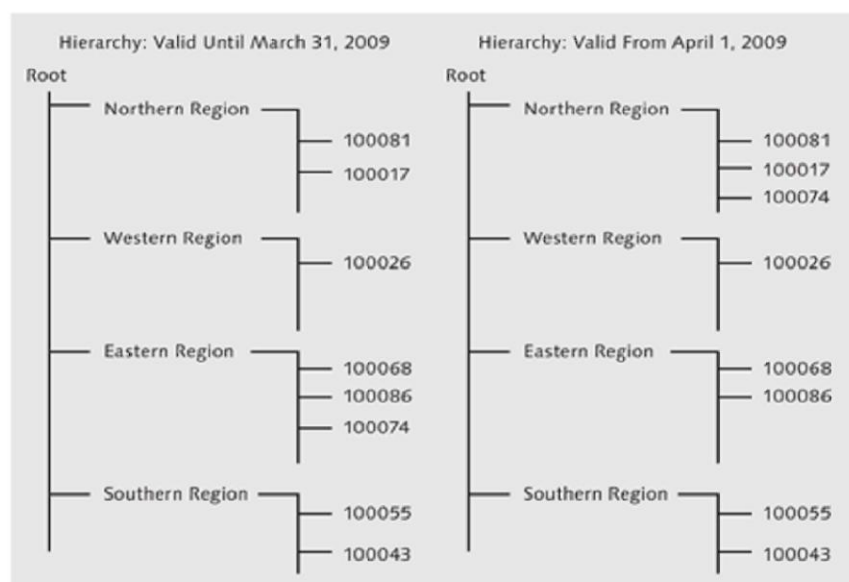 Hierarchy: Valid Until March 31, 2009
Root
Northern Region
100081
100017
Western Region
100026
Eastern Region
100068
100086
100074
Southern Region
100055
100043
Hierarchy: Valid From April 1, 2009
Root
Northern Region
100081
100017
100074
Western Region
100026
Eastern Region
100068
100086
Southern Region
100055
100043